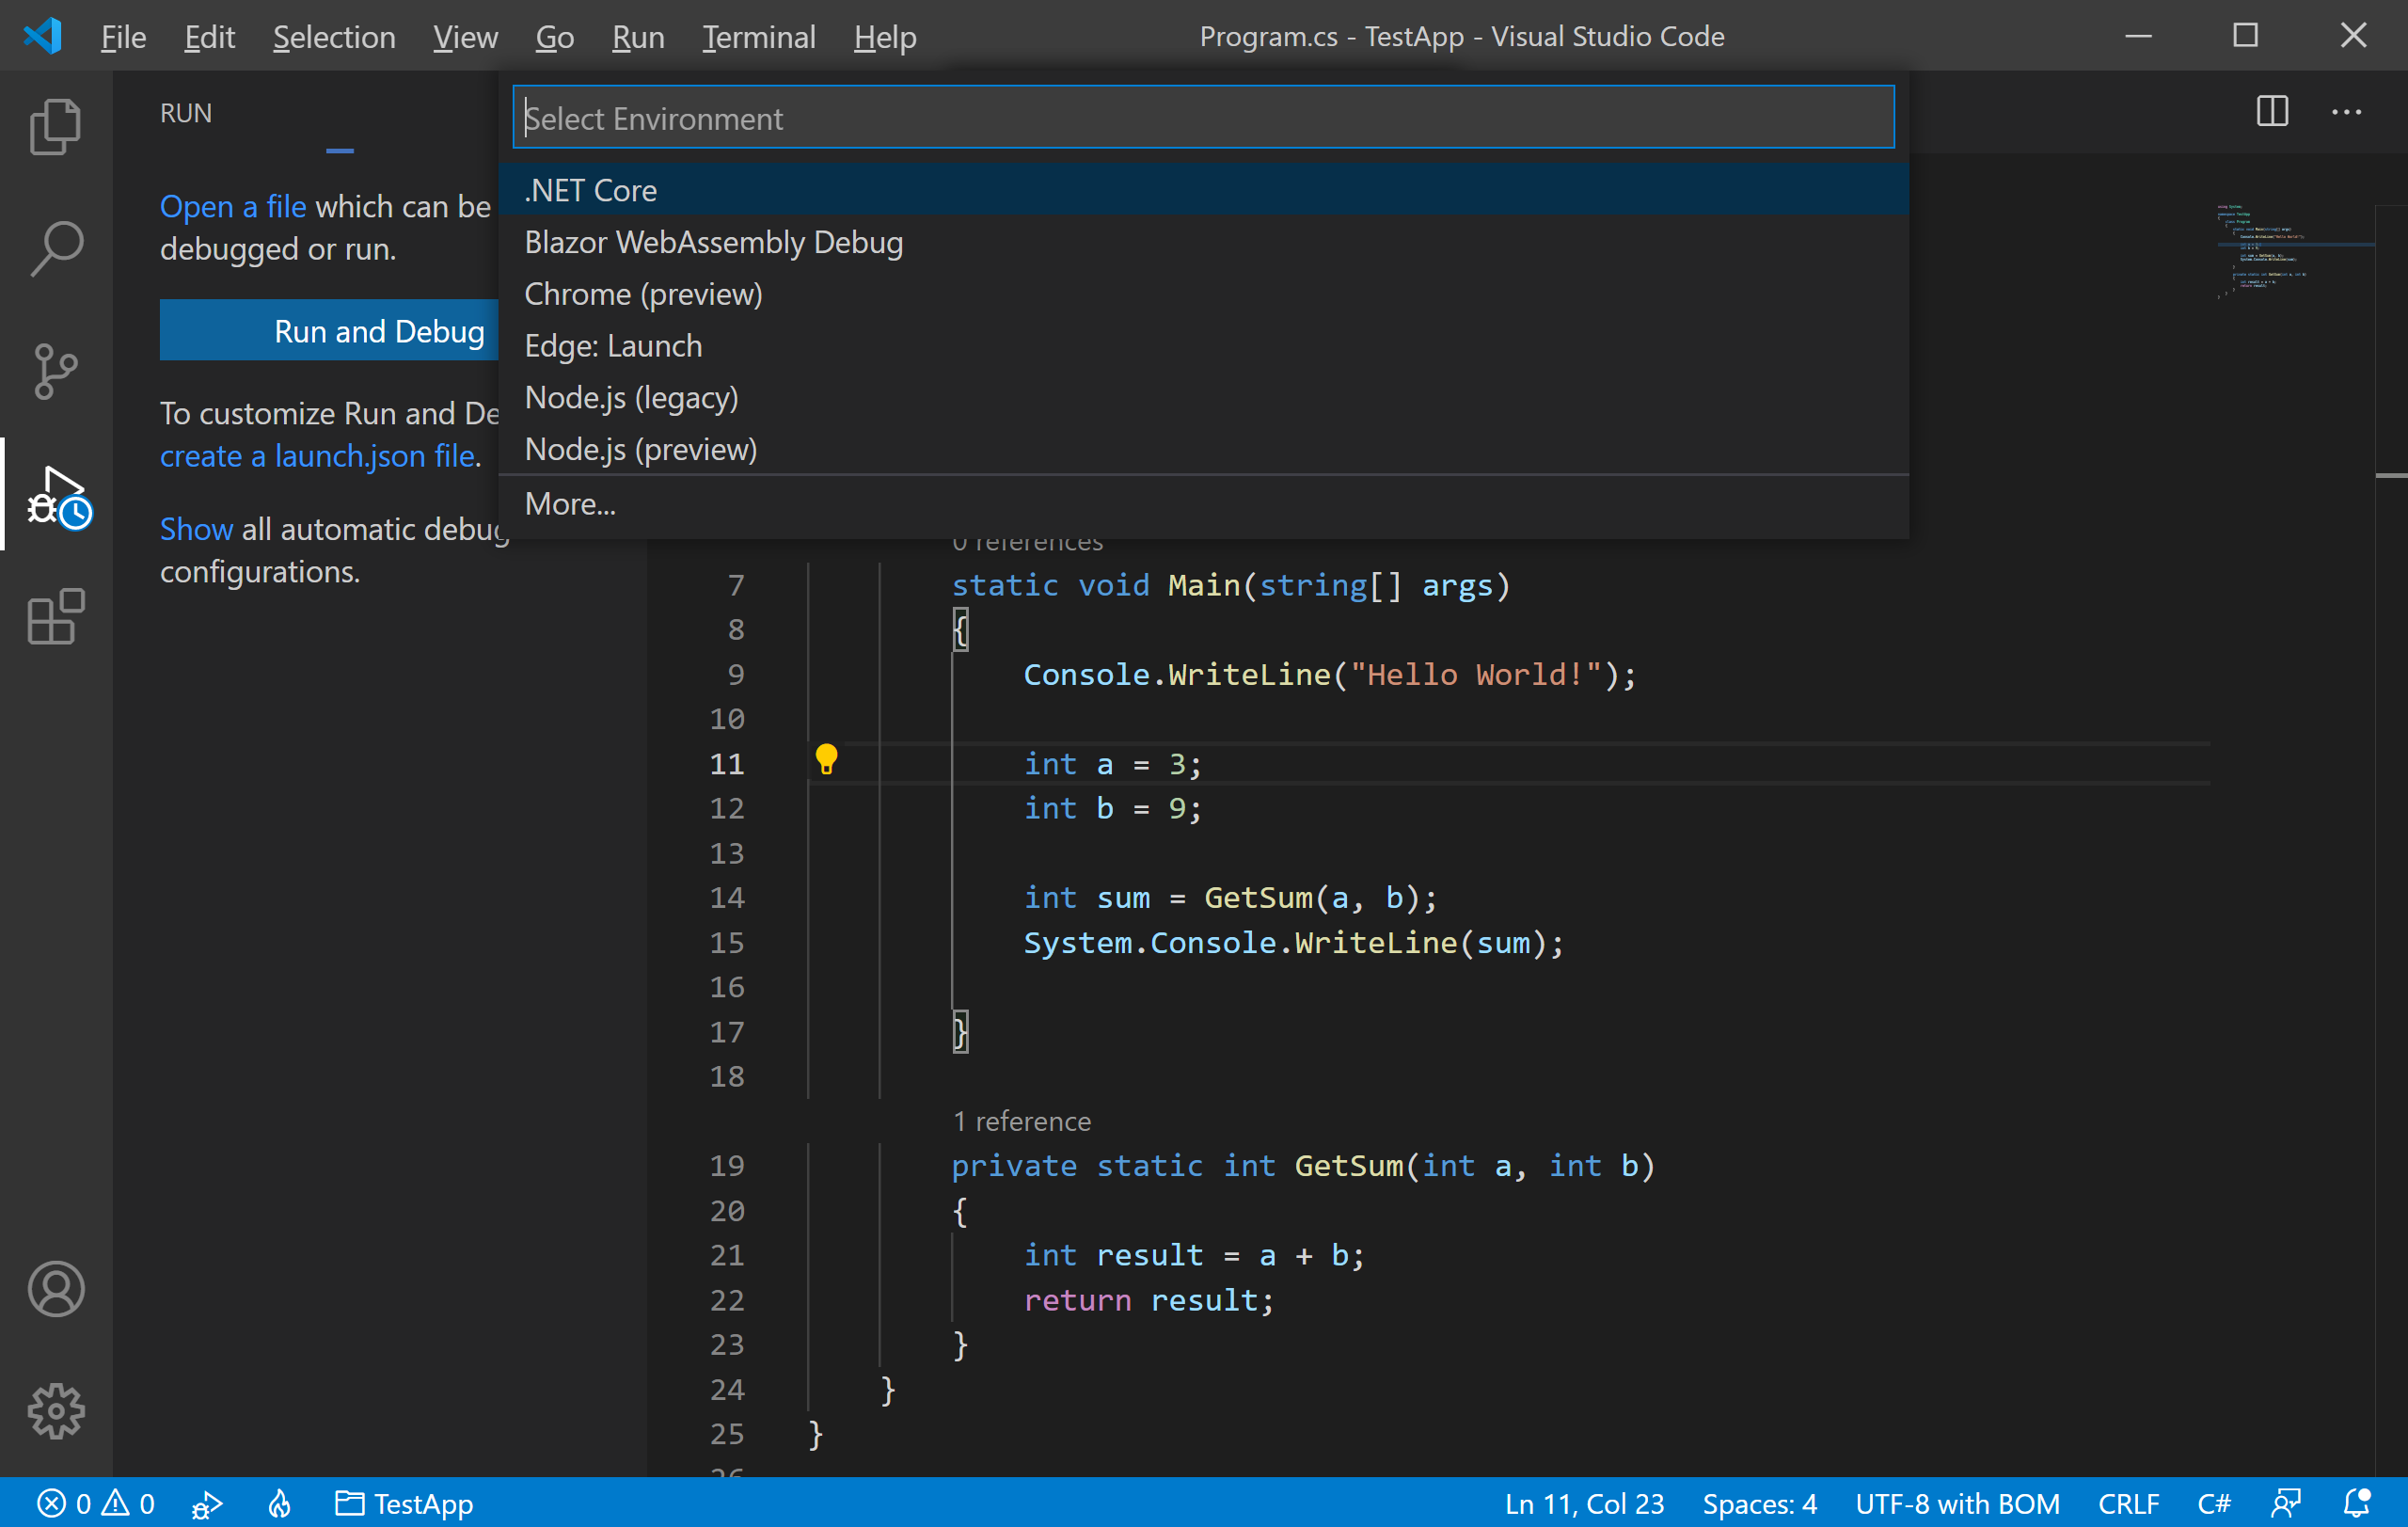 File Edit Selection View Go Run Terminal Help Program.cs - TestApp - Visual Studio Code
RUN
Open a file which can be
debugged or run.
Run and Debug
To customize Run and De
create a launch.json file.
Show all automatic debug
configurations.
Select Environment
.NET Core
Blazor WebAssembly Debug
Chrome (preview)
Edge: Launch
Node.js (legacy)
Node.js (preview)
More...
0 references
7 static void Main(string[] args)
8 {
9 Console.WriteLine("Hello World!");
10
11 int a = 3;
12 int b = 9;
13
14 int sum = GetSum(a, b);
15 System.Console.WriteLine(sum);
16
17 }
18
1 reference
19 private static int GetSum(int a, int b)
20 {
21 int result = a + b;
22 return result;
23 }
24 }
25 }
26
0 0 TestApp Ln 11, Col 23 Spaces: 4 UTF-8 with BOM CRLF C#